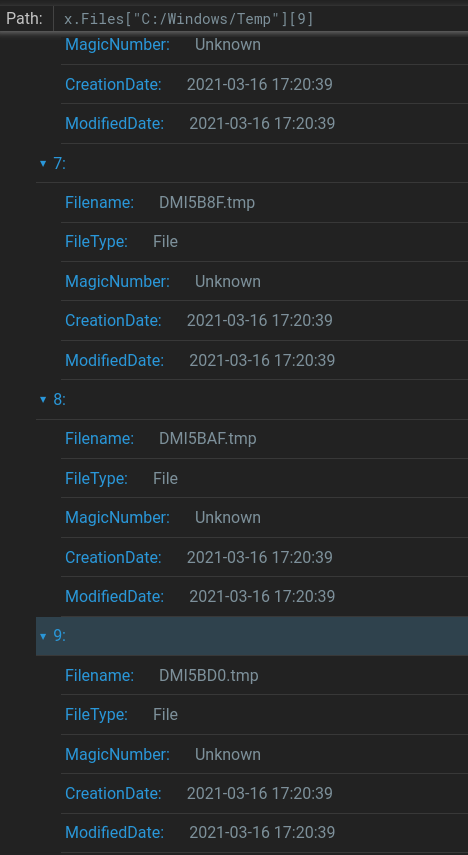 Path: x.Files["C:/Windows/Temp"][9]
MagicNumber: Unknown
CreationDate: 2021-03-16 17:20:39
ModifiedDate: 2021-03-16 17:20:39
7:
Filename: DMI5B8F.tmp
FileType: File
MagicNumber: Unknown
CreationDate: 2021-03-16 17:20:39
ModifiedDate: 2021-03-16 17:20:39
8:
Filename: DMI5BAF.tmp
FileType: File
MagicNumber: Unknown
CreationDate: 2021-03-16 17:20:39
ModifiedDate: 2021-03-16 17:20:39
9:
Filename: DMI5BD0.tmp
FileType: File
MagicNumber: Unknown
CreationDate: 2021-03-16 17:20:39
ModifiedDate: 2021-03-16 17:20:39